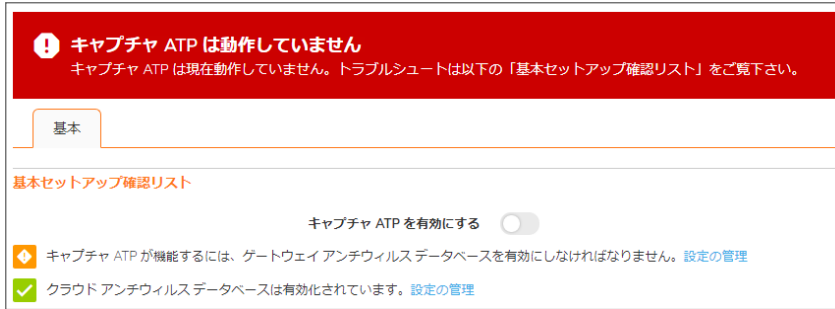 キャプチャ ATP は動作していません
キャプチャ ATP は現在動作していません。トラブルシュートは以下の「基本セットアップ確認リスト」をご覧下さい。
基本
基本セットアップ確認リスト
キャプチャ ATP を有効にする
キャプチャ ATP が機能するには、ゲートウェイ アンチウィルス データベースを有効にしなければなりません。設定の管理
クラウド アンチウィルス データベースは有効化されています。設定の管理